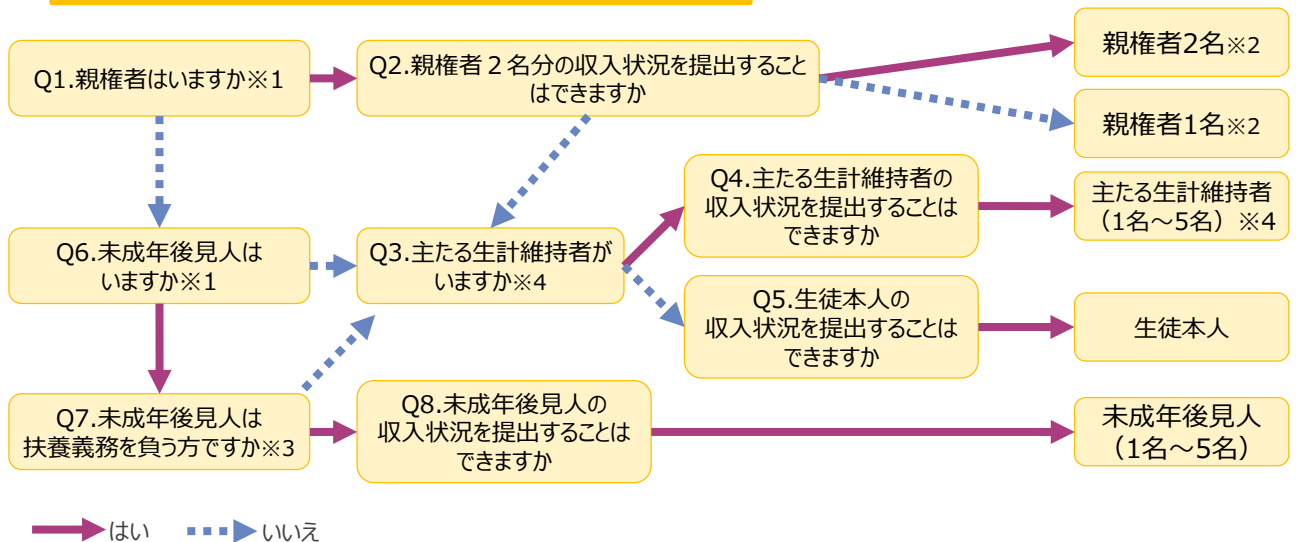 Q1.親権者はいますか※1
Q2.親権者２名分の収入状況を提出すること
はできますか
親権者2名※2
親権者1名※2
Q4.主たる生計維持者の
収入状況を提出することは
できますか
主たる生計維持者
（1名～5名）※4
Q6.未成年後見人は
いますか※1
Q3.主たる生計維持者が
いますか※4
Q5.生徒本人の
収入状況を提出することは
できますか
生徒本人
Q7.未成年後見人は
扶養義務を負う方ですか※3
Q8.未成年後見人の
収入状況を提出することは
できますか
未成年後見人
（1名～5名）
はい
いいえ